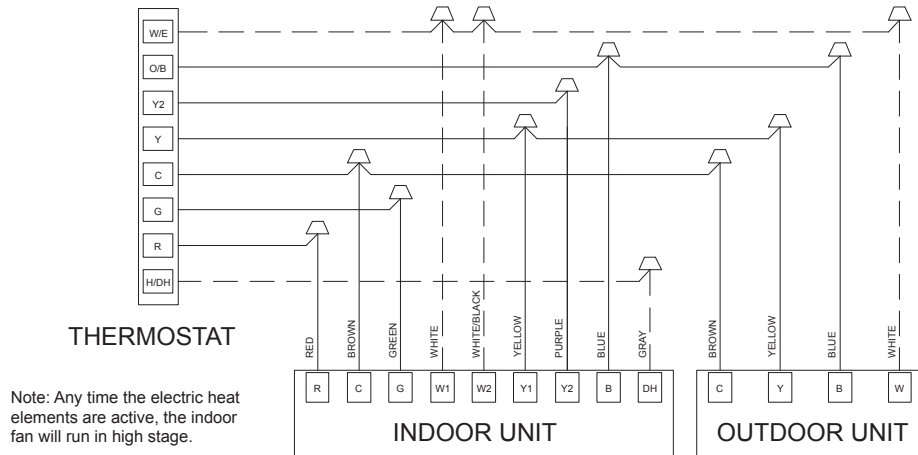 W/E
O/B
Y2
Y
C
G
R
H/DH
THERMOSTAT
Note: Any time the electric heat
elements are active, the indoor
fan will run in high stage.
RED
BROWN
GREEN
WHITE
WHITE/BLACK
YELLOW
PURPLE
BLUE
GRAY
BROWN
YELLOW
BLUE
WHITE
R C G W1 W2 Y1 Y2 B DH
C Y B W
INDOOR UNIT
OUTDOOR UNIT